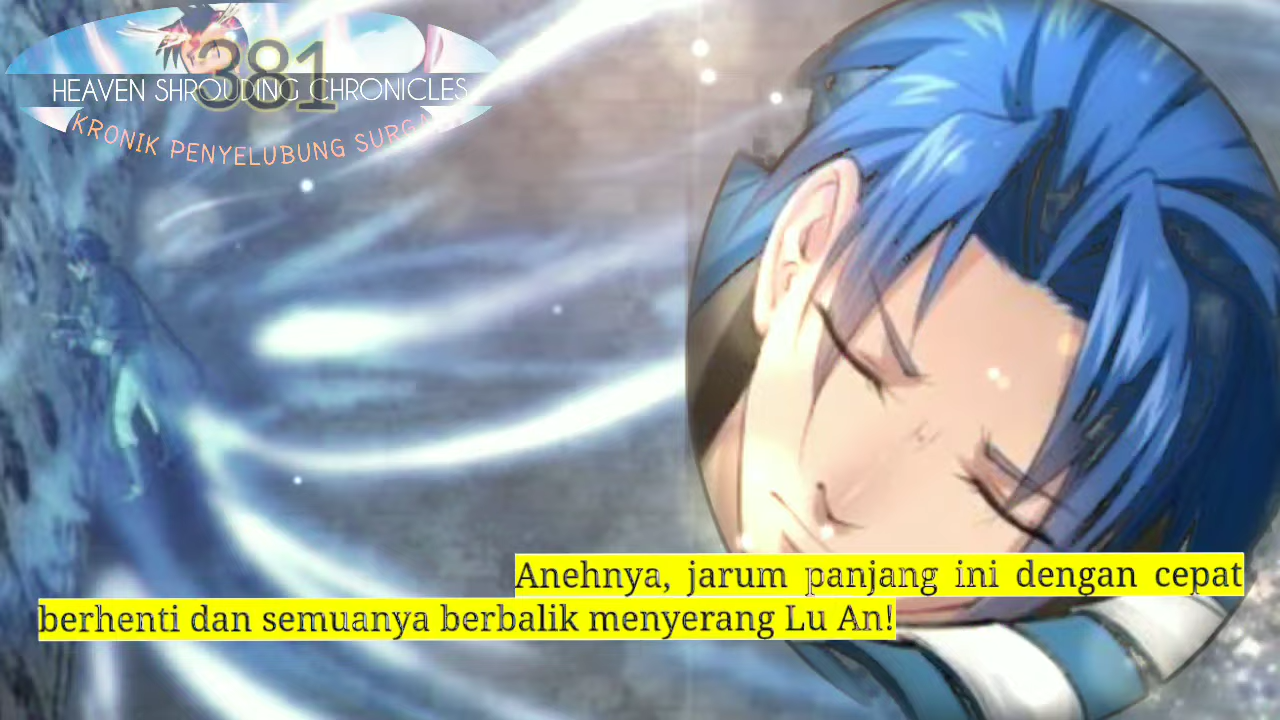 381
HEAVEN SHROUDING CHRONICLES
KRONIK PENYELUBUNG SURGA
Anehnya, jarum panjang ini dengan cepat
berhenti dan semuanya berbalik menyerang Lu An!